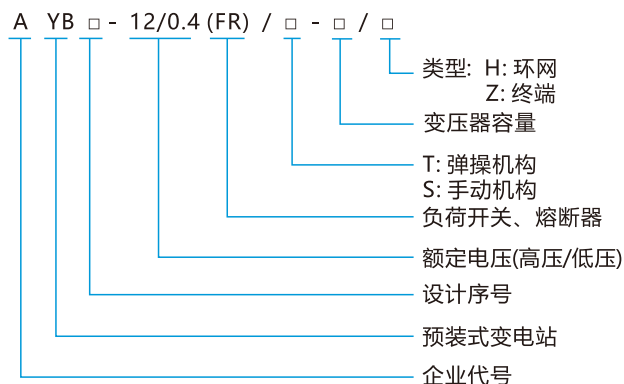 A YB □ - 12/0.4 (FR) / □ - □ / □
类型: H: 环网
Z: 终端
变压器容量
T: 弹操机构
S: 手动机构
负荷开关、熔断器
额定电压(高压/低压)
设计序号
预装式变电站
企业代号